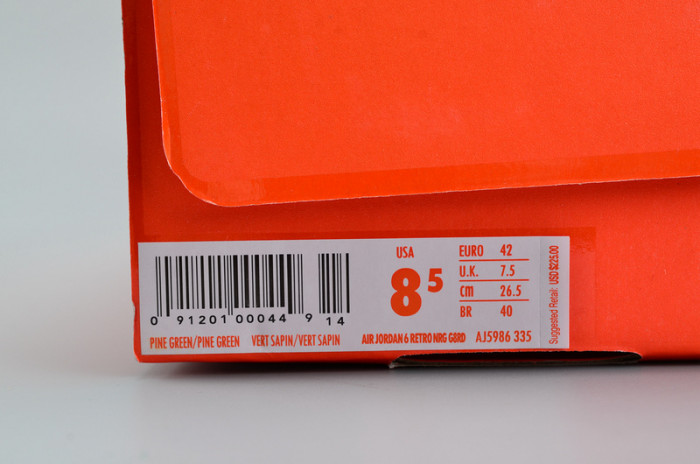 USA
8 5
EURO 42
U.K. 7.5
CM 26.5
BR 40
Suggested Retail: USD $225.00
0 91201 00044 9 14
PINE GREEN/PINE GREEN VERT SAPIN/VERT SAPIN
AIR JORDAN 6 RETRO NRG G8RD AJ5986 335